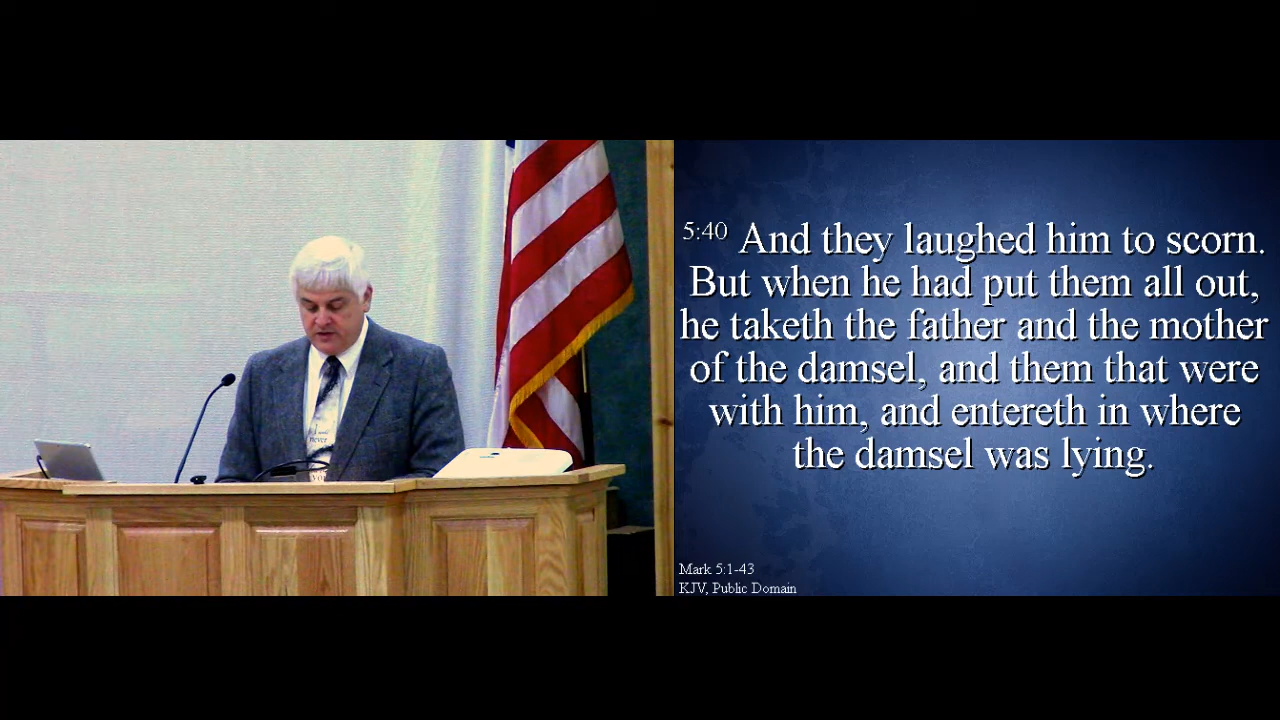 never
5:40 And they laughed him to scorn.
But when he had put them all out,
he taketh the father and the mother
of the damsel, and them that were
with him, and entereth in where
the damsel was lying.
Mark 5:1-43
KJV, Public Domain